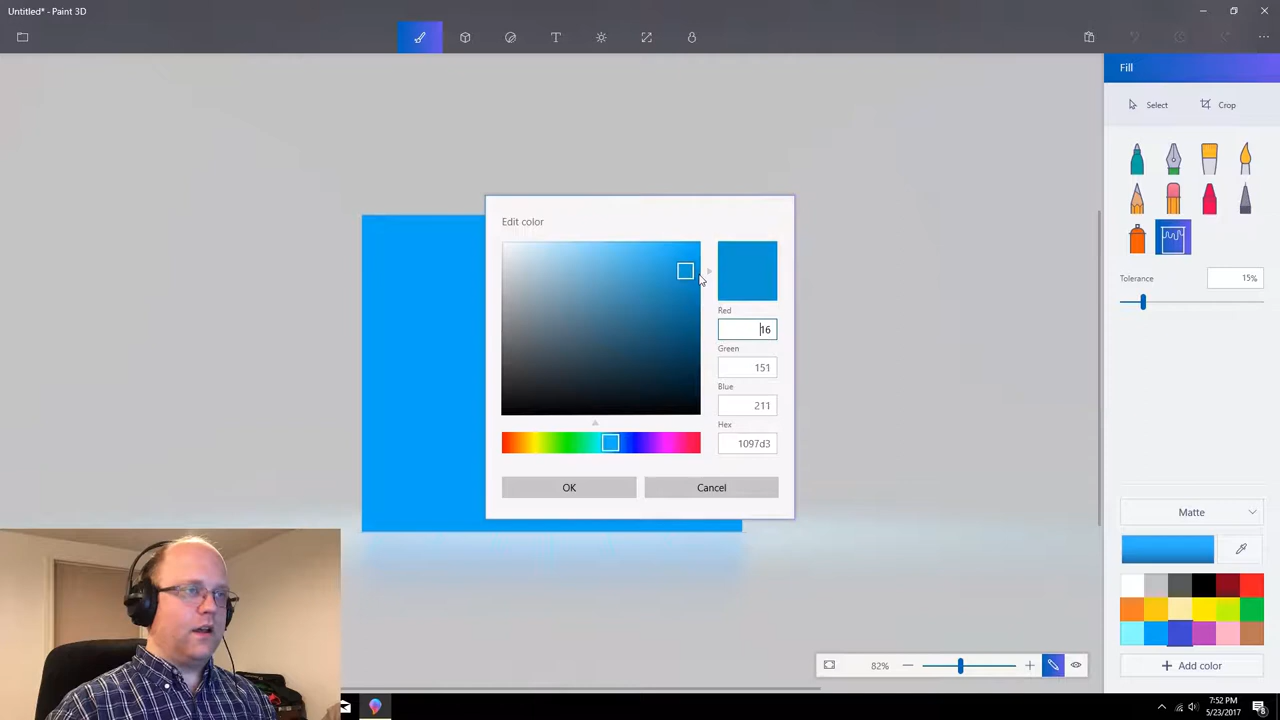 Untitled* - Paint 3D
Fill
Select
Crop
Edit color
Tolerance
15%
Red
16
Green
151
Blue
211
Hex
1097d3
OK
Cancel
Matte
82%
Add color
7:52 PM
5/23/2017
8